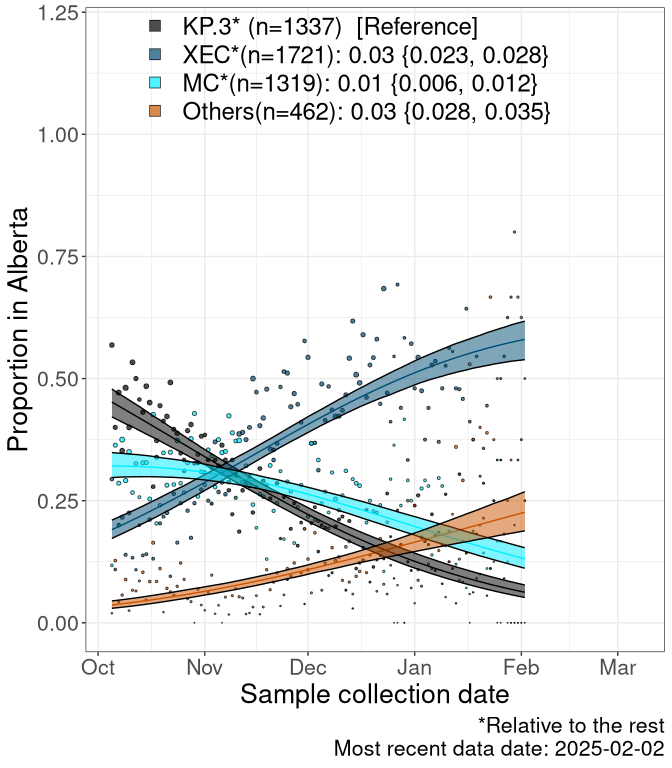 KP.3* (n=1337)  [Reference]
XEC*(n=1721): 0.03 {0.023, 0.028}
MC*(n=1319): 0.01 {0.006, 0.012}
Others(n=462): 0.03 {0.028, 0.035}
1.25
1.00
0.75
0.50
0.25
0.00
Proportion in Alberta
Oct Nov Dec Jan Feb Mar
Sample collection date
*Relative to the rest
Most recent data date: 2025-02-02